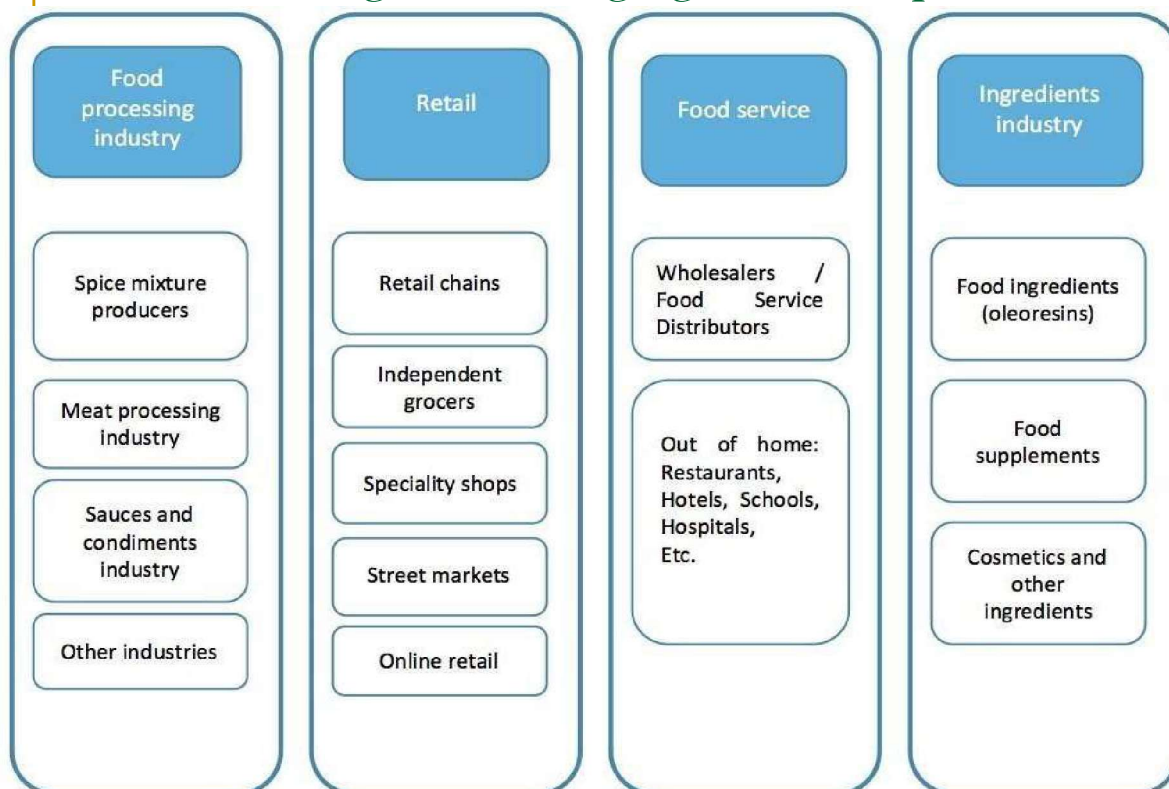 Food
processing
industry
Spice mixture
producers
Meat processing
industry
Sauces and
condiments
industry
Other industries
Retail
Retail chains
Independent
grocers
Speciality shops
Street markets
Online retail
Food service
Wholesalers /
Food Service
Distributors
Out of home:
Restaurants,
Hotels, Schools,
Hospitals,
Etc.
Ingredients
industry
Food ingredients
(oleoresins)
Food
supplements
Cosmetics and
other
ingredients